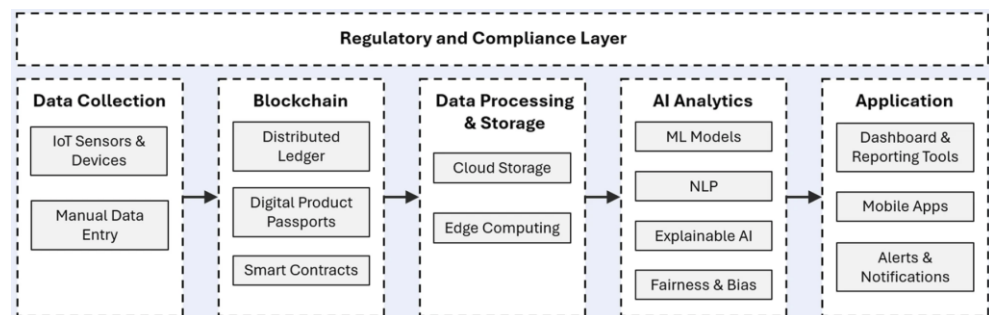 Regulatory and Compliance Layer
Data Collection
IoT Sensors &
Devices
Manual Data
Entry
Blockchain
Distributed
Ledger
Digital Product
Passports
Smart Contracts
Data Processing
& Storage
Cloud Storage
Edge Computing
AI Analytics
ML Models
NLP
Explainable AI
Fairness & Bias
Application
Dashboard &
Reporting Tools
Mobile Apps
Alerts &
Notifications